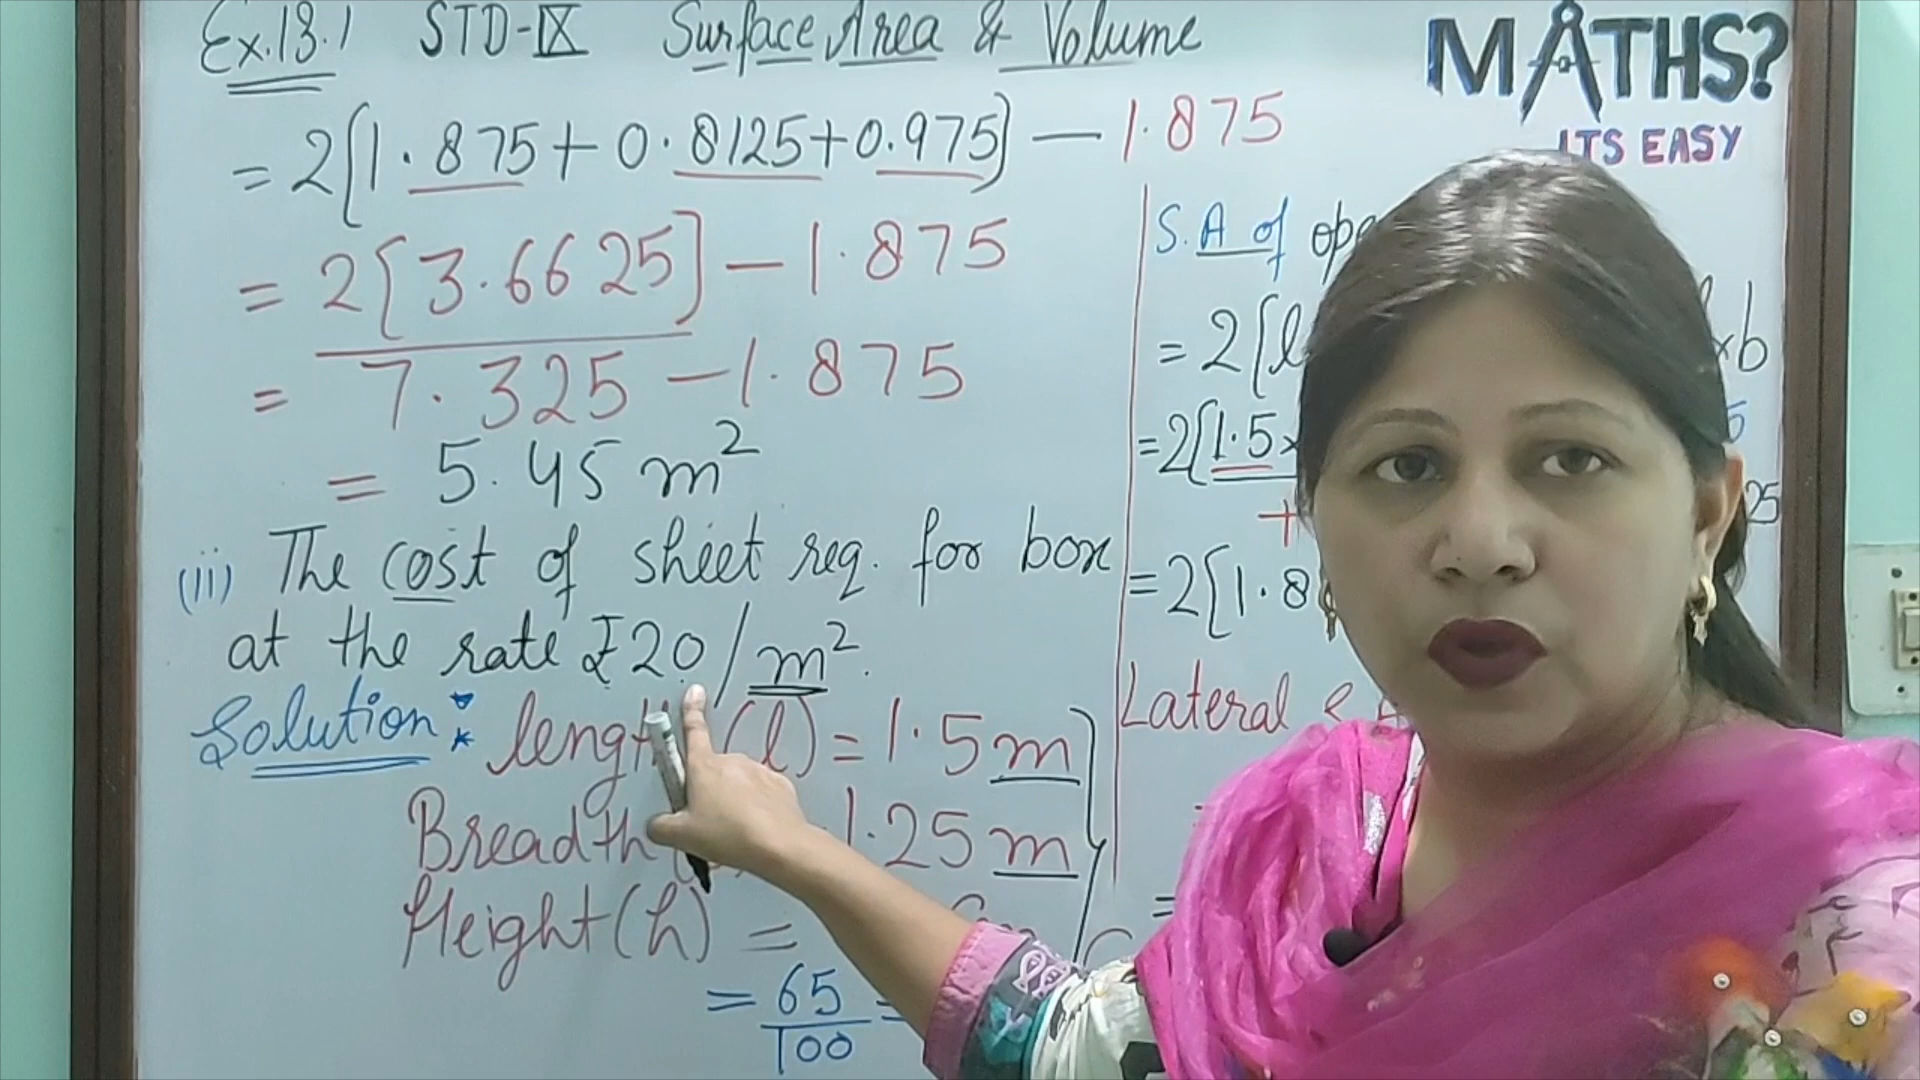 Ex.13.1 STD-IX Surface Area & Volume
MATHS?
ITS EASY
= 2[1.875+0.8125+0.975] - 1.875
= 2[3.6625] - 1.875
= 7.325 - 1.875
= 5.45 m²
(ii) The cost of sheet req. for box
at the rate ₹20/m².
Solution: length (l) = 1.5 m
Breadth 1.25 m
Height (h) =
= 65/100 =
S.A of
= 2[l
×b
=2[1.5×
+
25
=2[1.8
Lateral